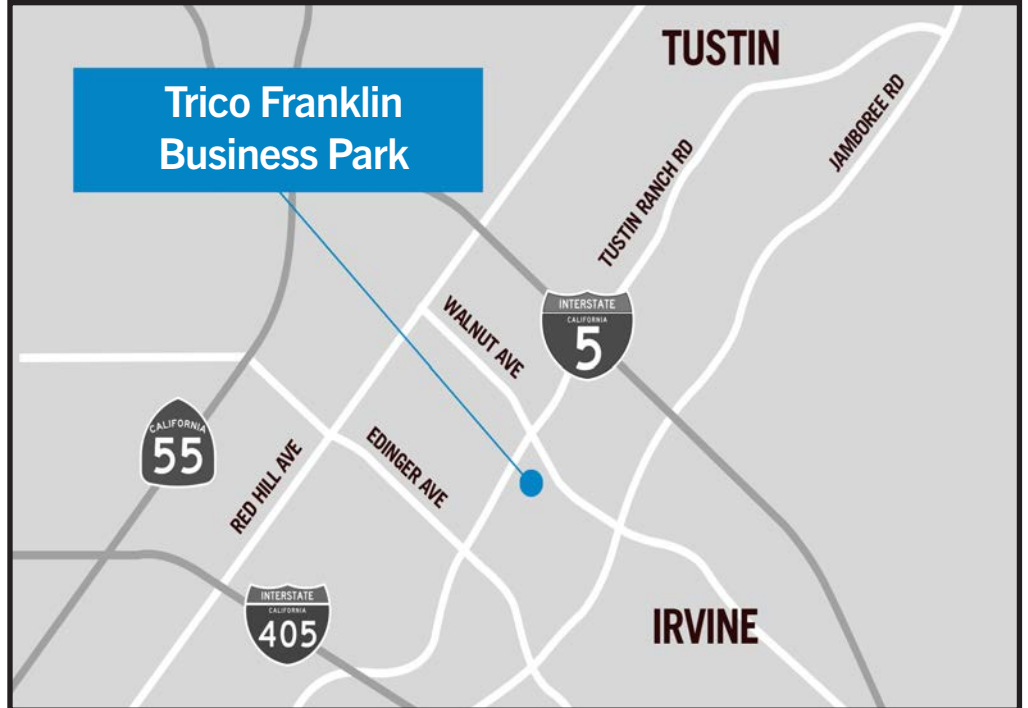 TUSTIN
Trico Franklin
Business Park
JAMBOREE RD
TUSTIN RANCH RD
WALNUT AVE
INTERSTATE
CALIFORNIA
5
CALIFORNIA
55
EDINGER AVE
RED HILL AVE
INTERSTATE
CALIFORNIA
405
IRVINE